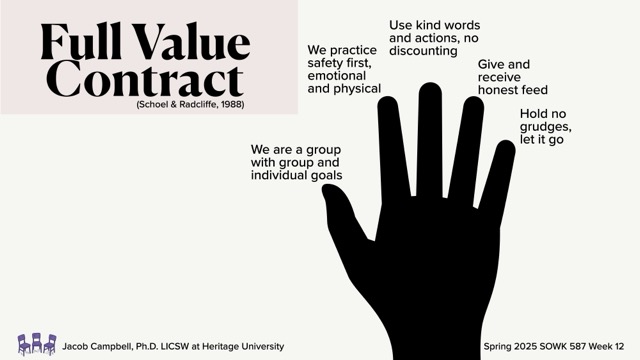 Full Value
Contract
(Schoel & Radcliffe, 1988)
We are a group
with group and
individual goals
We practice
safety first,
emotional
and physical
Use kind words
and actions, no
discounting
Give and
receive
honest feed
Hold no
grudges,
let it go
Jacob Campbell, Ph.D. LICSW at Heritage University
Spring 2025 SOWK 587 Week 12